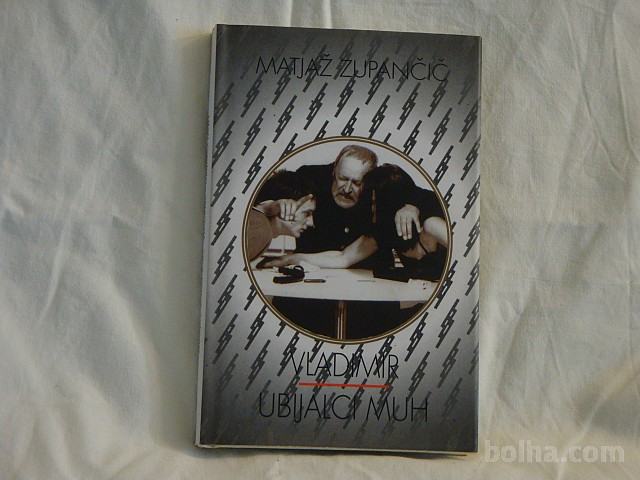 MATJAŽ ZUPANČIČ
VLADIMIR
UBIJALCI MUH
bolha.com